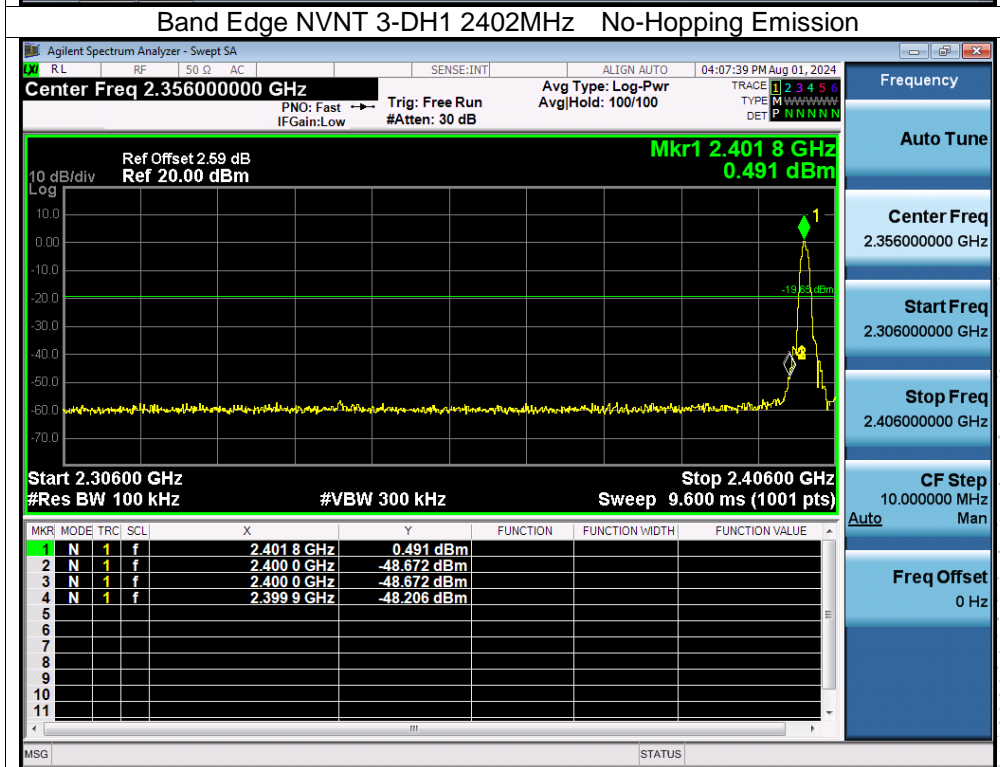 Band Edge NVNT 3-DH1 2402MHz No-Hopping Emission
Agilent Spectrum Analyzer - Swept SA
LXI RL RF 50 Ω AC SENSE:INT ALIGN AUTO 04:07:39 PM Aug 01, 2024
Center Freq 2.356000000 GHz
PNO: Fast
IFGain:Low
Trig: Free Run
#Atten: 30 dB
Avg Type: Log-Pwr
Avg|Hold: 100/100
TRACE 1 2 3 4 5 6
TYPE M WWWWW
DET P N N N N N
Ref Offset 2.59 dB
10 dB/div Ref 20.00 dBm
Log
Mkr1 2.401 8 GHz
0.491 dBm
10.0
0.00
-10.0
-20.0
-30.0
-40.0
-50.0
-60.0
-70.0
1
Start 2.30600 GHz Stop 2.40600 GHz
#Res BW 100 kHz #VBW 300 kHz Sweep 9.600 ms (1001 pts)
MKR MODE TRC SCL X Y FUNCTION FUNCTION WIDTH FUNCTION VALUE
1 N 1 f 2.401 8 GHz 0.491 dBm
2 N 1 f 2.400 0 GHz -48.672 dBm
3 N 1 f 2.400 0 GHz -48.672 dBm
4 N 1 f 2.399 9 GHz -48.206 dBm
5
6
7
8
9
10
11
MSG STATUS
Frequency
Auto Tune
Center Freq
2.356000000 GHz
Start Freq
2.306000000 GHz
Stop Freq
2.406000000 GHz
CF Step
10.000000 MHz
Auto Man
Freq Offset
0 Hz